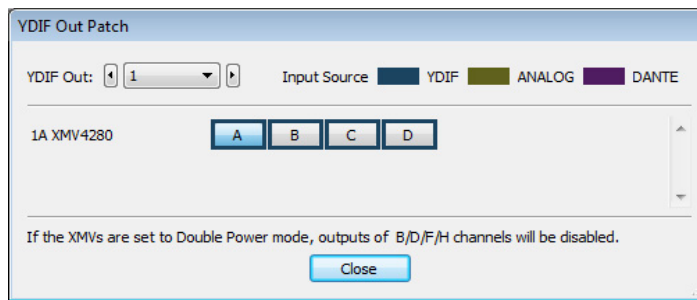 YDIF Out Patch
YDIF Out: 1 Input Source YDIF ANALOG DANTE
1A XMV4280 A B C D
If the XMVs are set to Double Power mode, outputs of B/D/F/H channels will be disabled.
Close